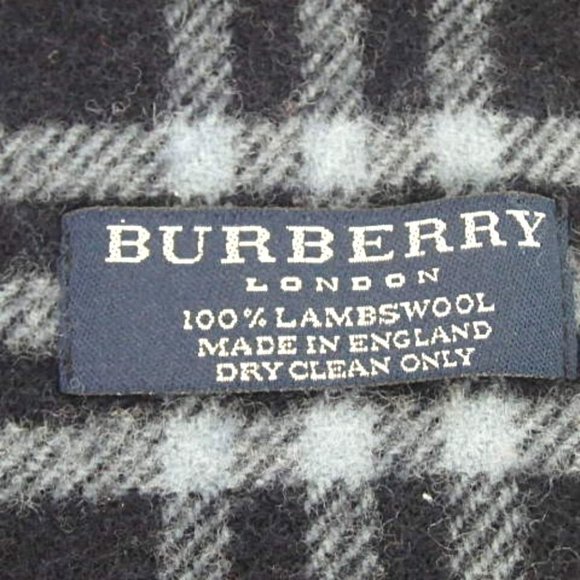 BURBERRY
LONDON
100% LAMBSWOOL
MADE IN ENGLAND
DRY CLEAN ONLY